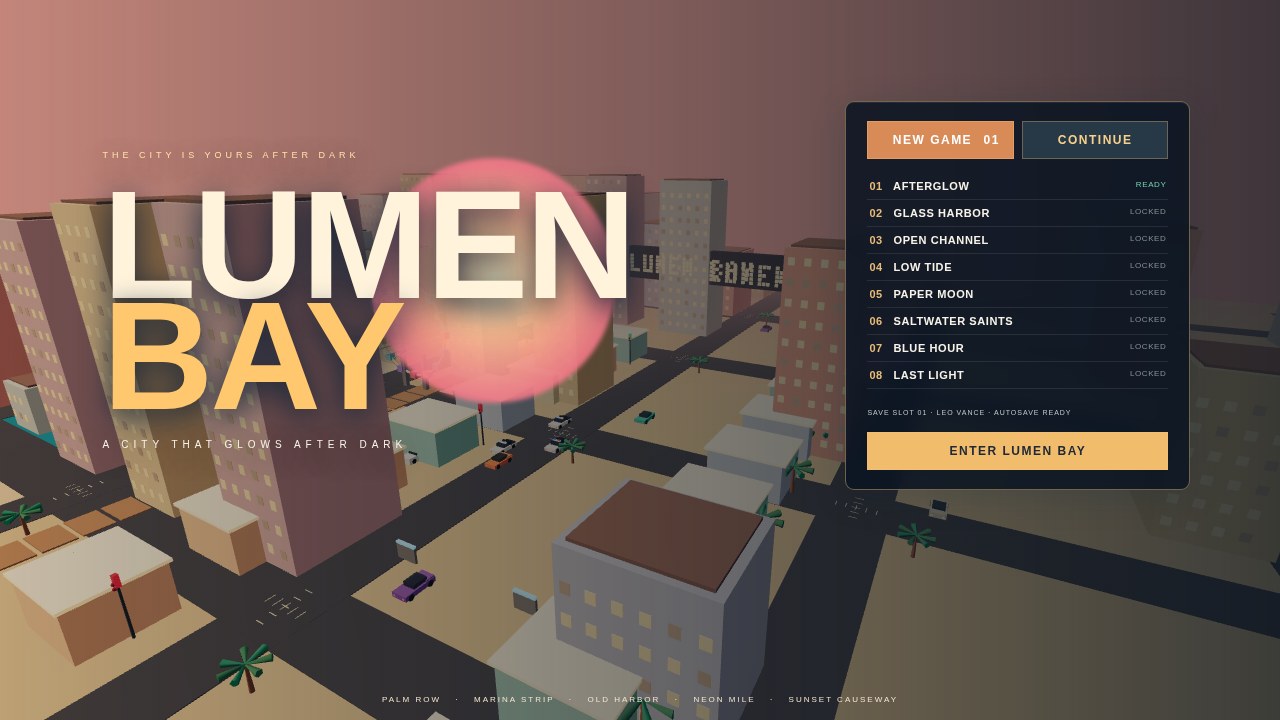 THE CITY IS YOURS AFTER DARK
LUMEN
BAY
A CITY THAT GLOWS AFTER DARK
NEW GAME 01
CONTINUE
01 AFTERGLOW READY
02 GLASS HARBOR LOCKED
03 OPEN CHANNEL LOCKED
04 LOW TIDE LOCKED
05 PAPER MOON LOCKED
06 SALTWATER SAINTS LOCKED
07 BLUE HOUR LOCKED
08 LAST LIGHT LOCKED
SAVE SLOT 01 · LEO VANCE · AUTOSAVE READY
ENTER LUMEN BAY
PALM ROW · MARINA STRIP · OLD HARBOR · NEON MILE · SUNSET CAUSEWAY